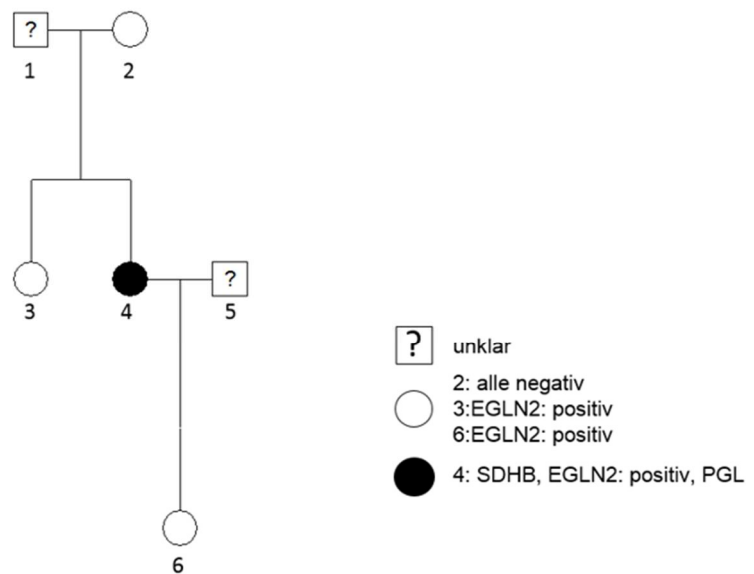 ?
1
2
3
4
?
5
6
? unklar
2: alle negativ
3:EGLN2: positiv
6:EGLN2: positiv
4: SDHB, EGLN2: positiv, PGL